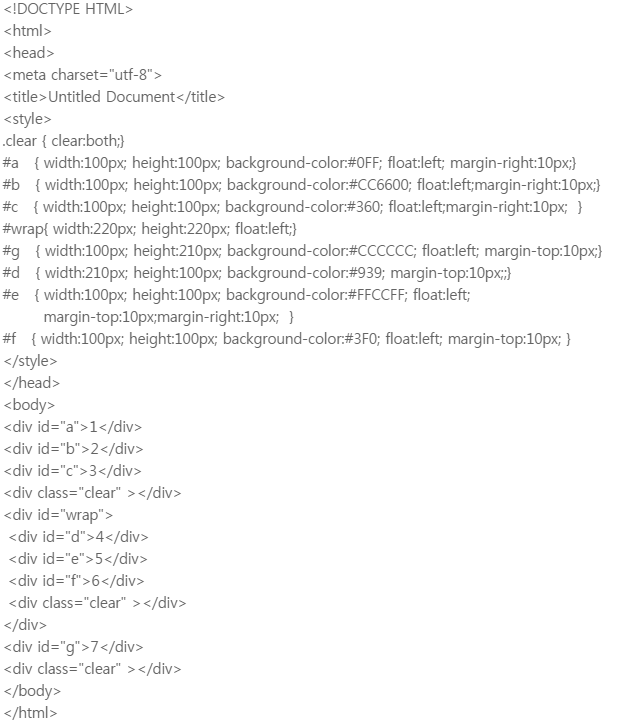 <!DOCTYPE HTML>
<html>
<head>
<meta charset="utf-8">
<title>Untitled Document</title>
<style>
.clear { clear:both;}
#a    { width:100px; height:100px; background-color:#0FF; float:left; margin-right:10px;}
#b    { width:100px; height:100px; background-color:#CC6600; float:left;margin-right:10px;}
#c    { width:100px; height:100px; background-color:#360; float:left;margin-right:10px;  }
#wrap{ width:220px; height:220px; float:left;}
#g    { width:100px; height:210px; background-color:#CCCCCC; float:left; margin-top:10px;}
#d    { width:210px; height:100px; background-color:#939; margin-top:10px;;}
#e    { width:100px; height:100px; background-color:#FFCCFF; float:left;
margin-top:10px;margin-right:10px;  }
#f    { width:100px; height:100px; background-color:#3F0; float:left; margin-top:10px; }
</style>
</head>
<body>
<div id="a">1</div>
<div id="b">2</div>
<div id="c">3</div>
<div class="clear" ></div>
<div id="wrap">
<div id="d">4</div>
<div id="e">5</div>
<div id="f">6</div>
<div class="clear" ></div>
</div>
<div id="g">7</div>
<div class="clear" ></div>
</body>
</html>